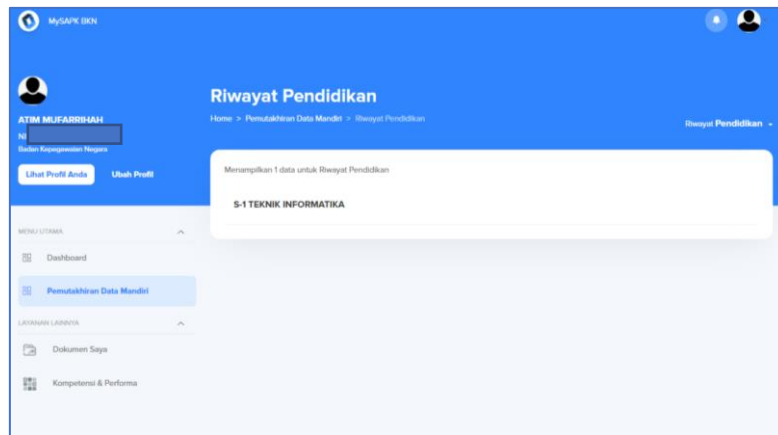 MySAPK BKN
ATIM MUFARRIHAH
NI
Badan Kepegawaian Negara
Lihat Profil Anda Ubah Profil
MENU UTAMA
Dashboard
Pemutakhiran Data Mandiri
LAYANAN LAINNYA
Dokumen Saya
Kompetensi & Performa
Riwayat Pendidikan
Home > Pemutakhiran Data Mandiri > Riwayat Pendidikan
Riwayat Pendidikan
Menampilkan 1 data untuk Riwayat Pendidikan
S-1 TEKNIK INFORMATIKA